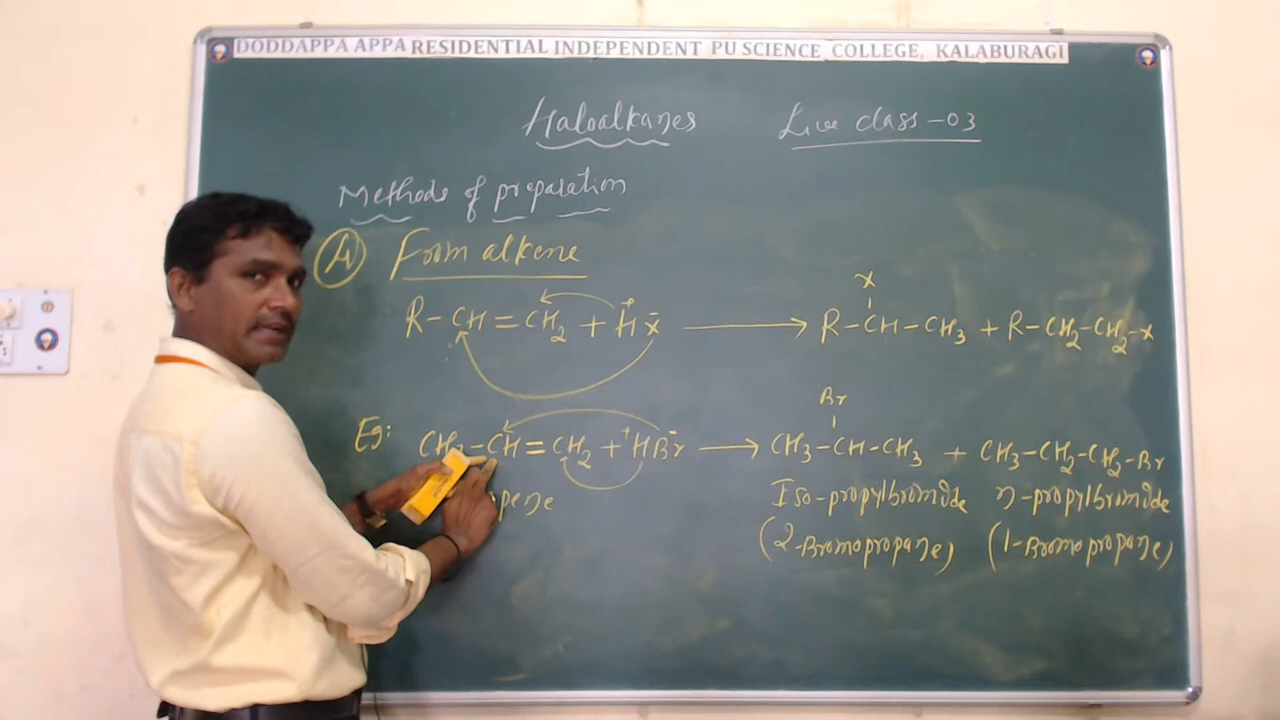 DODDAPPA APPA RESIDENTIAL INDEPENDENT PU SCIENCE COLLEGE, KALABURAGI
Haloalkanes Live class -03
Methods of preparation
From alkene
X
R-CH=CH2 + H+ X- → R-CH-CH3 + R-CH2-CH2-X
Br
Eg: CH3-CH=CH2 + +HBr- → CH3-CH-CH3 + CH3-CH2-CH2-Br
Iso-propylbromide n-propylbromide
(2-Bromopropane) (1-Bromopropane)